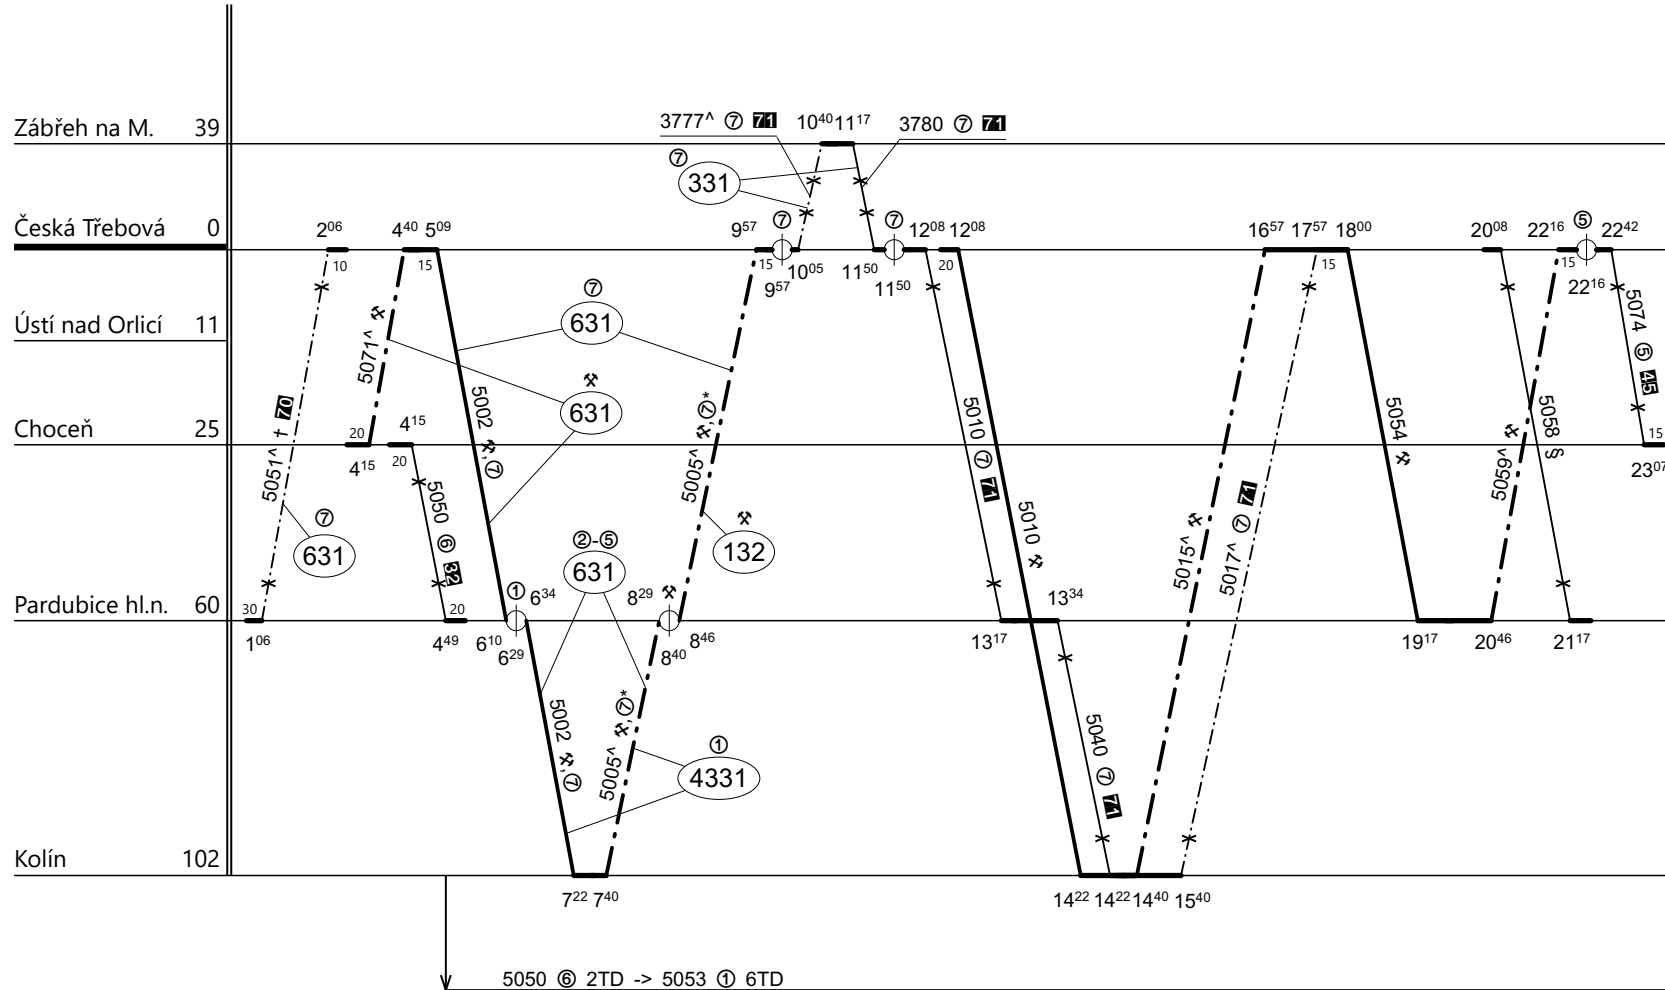 3777^ ⑦ 71 10⁴⁰ 11¹⁷ 3780 ⑦ 71
Zábřeh na M. 39
⑦
331
Česká Třebová 0
2⁰⁶ 4⁴⁰ 5⁰⁹ 9⁵⁷ ⑦ ⑦ 12⁰⁸ 12⁰⁸ 16⁵⁷ 17⁵⁷ 18⁰⁰ 20⁰⁸ 22¹⁶ ⑤ 22⁴²
10 15 15 10⁰⁵ 11⁵⁰ 20 15 15
9⁵⁷ 11⁵⁰ 22¹⁶
⑦
631
Ústí nad Orlicí 11
5071^ ⚒
5074 ⑤ 45
⚒
631
Choceň 25
20 4¹⁵ 15
4¹⁵ 20 23⁰⁷
5051^ † 70
5050 ⑥ 32
5002 ⚒,⑦
5005^ ⚒,⑦*
5010 ⑦ 71
5010 ⚒
5015^ ⚒
5017^ ⑦ 71
5054 ⚒
5059^ ⚒
5058 §
⑦
631
⚒
132
②-⑤
631
Pardubice hl.n. 60
30 20 ① 6³⁴ 8²⁹ ⚒ 13³⁴
1⁰⁶ 4⁴⁹ 6¹⁰ 8⁴⁶ 13¹⁷ 19¹⁷ 20⁴⁶ 21¹⁷
6²⁹ 8⁴⁰
5002 ⚒,⑦
5005^ ⚒,⑦*
5040 ⑦ 71
①
4331
Kolín 102
7²² 7⁴⁰ 14²² 14²² 14⁴⁰ 15⁴⁰
5050 ⑥ 2TD -> 5053 ① 6TD